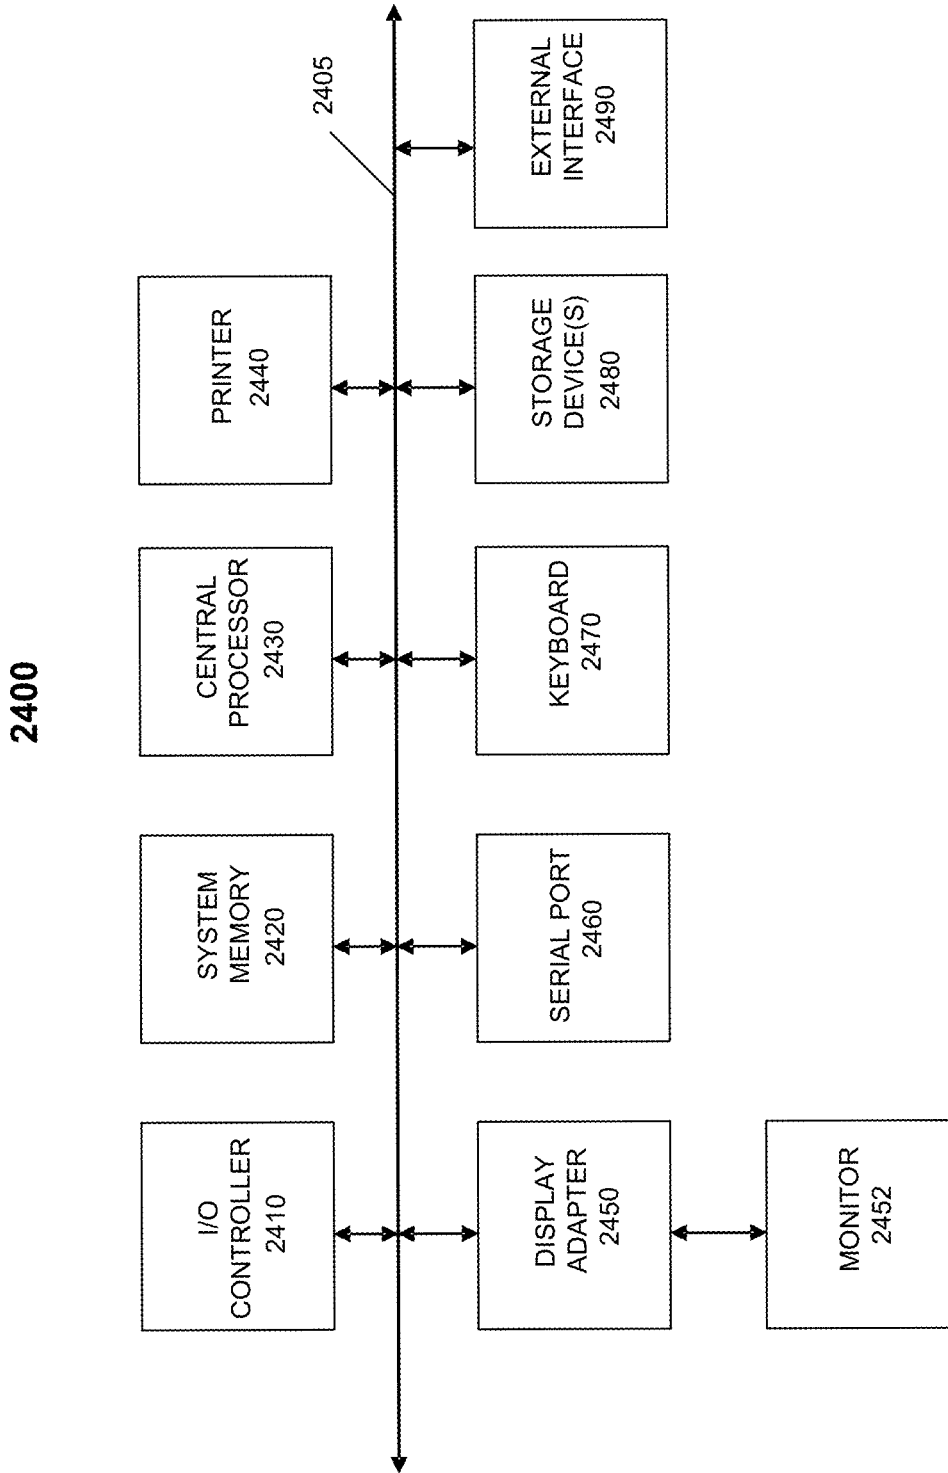 2400
I/O
CONTROLLER
2410
SYSTEM
MEMORY
2420
CENTRAL
PROCESSOR
2430
PRINTER
2440
2405
DISPLAY
ADAPTER
2450
SERIAL PORT
2460
KEYBOARD
2470
STORAGE
DEVICE(S)
2480
EXTERNAL
INTERFACE
2490
MONITOR
2452